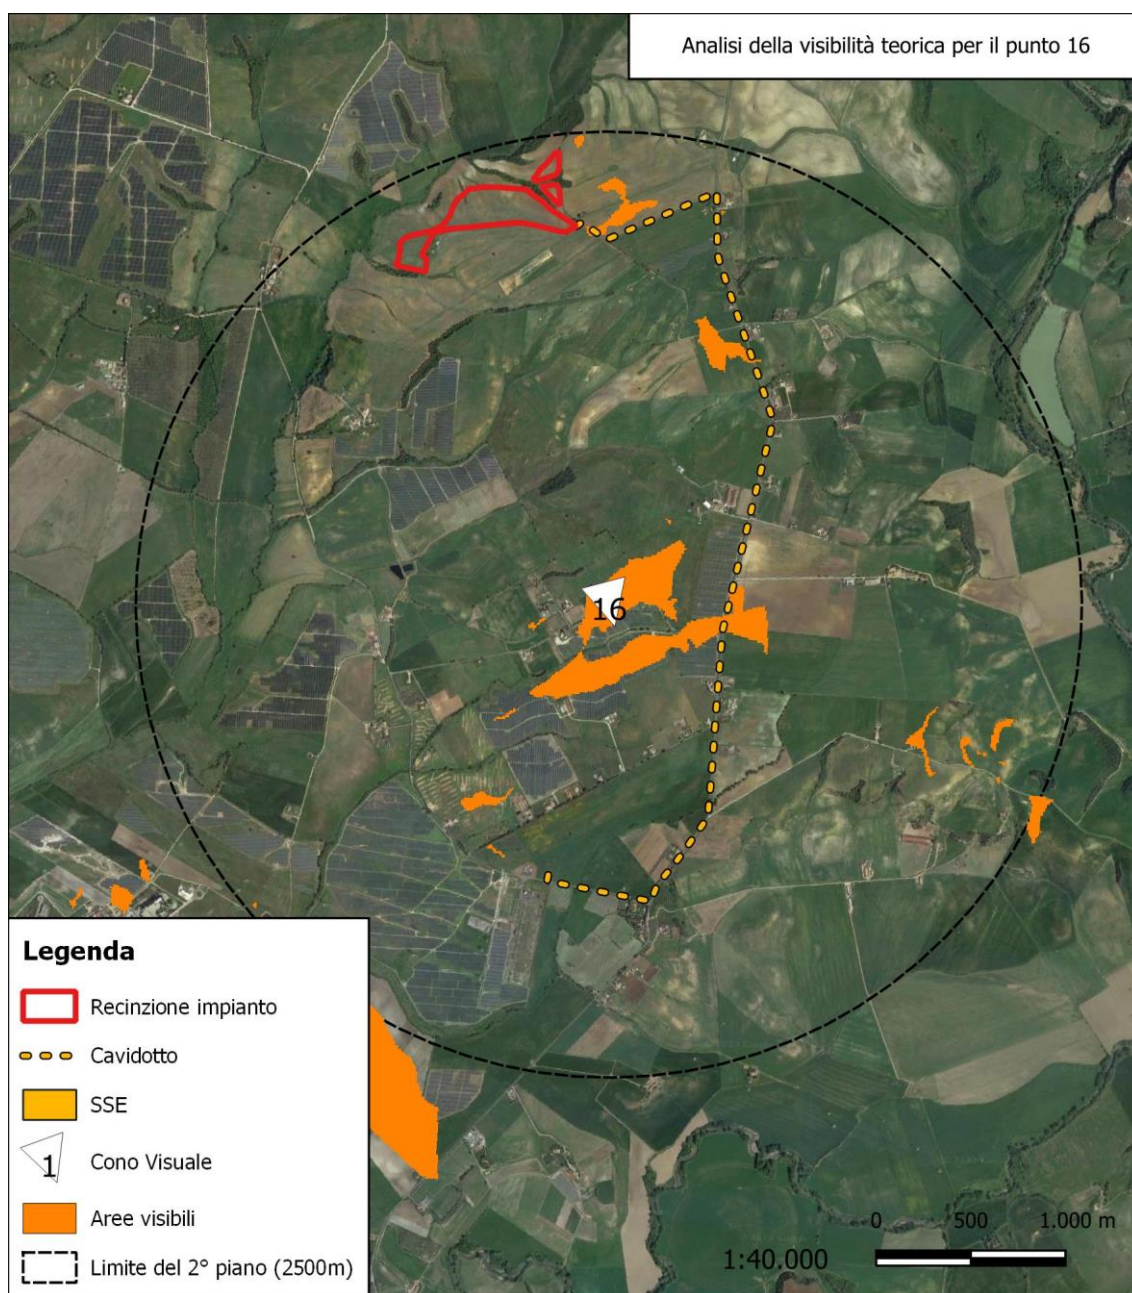 Analisi della visibilità teorica per il punto 16
16
Legenda
Recinzione impianto
Cavidotto
SSE
1
Cono Visuale
Aree visibili
Limite del 2° piano (2500m)
0 500 1.000 m
1:40.000